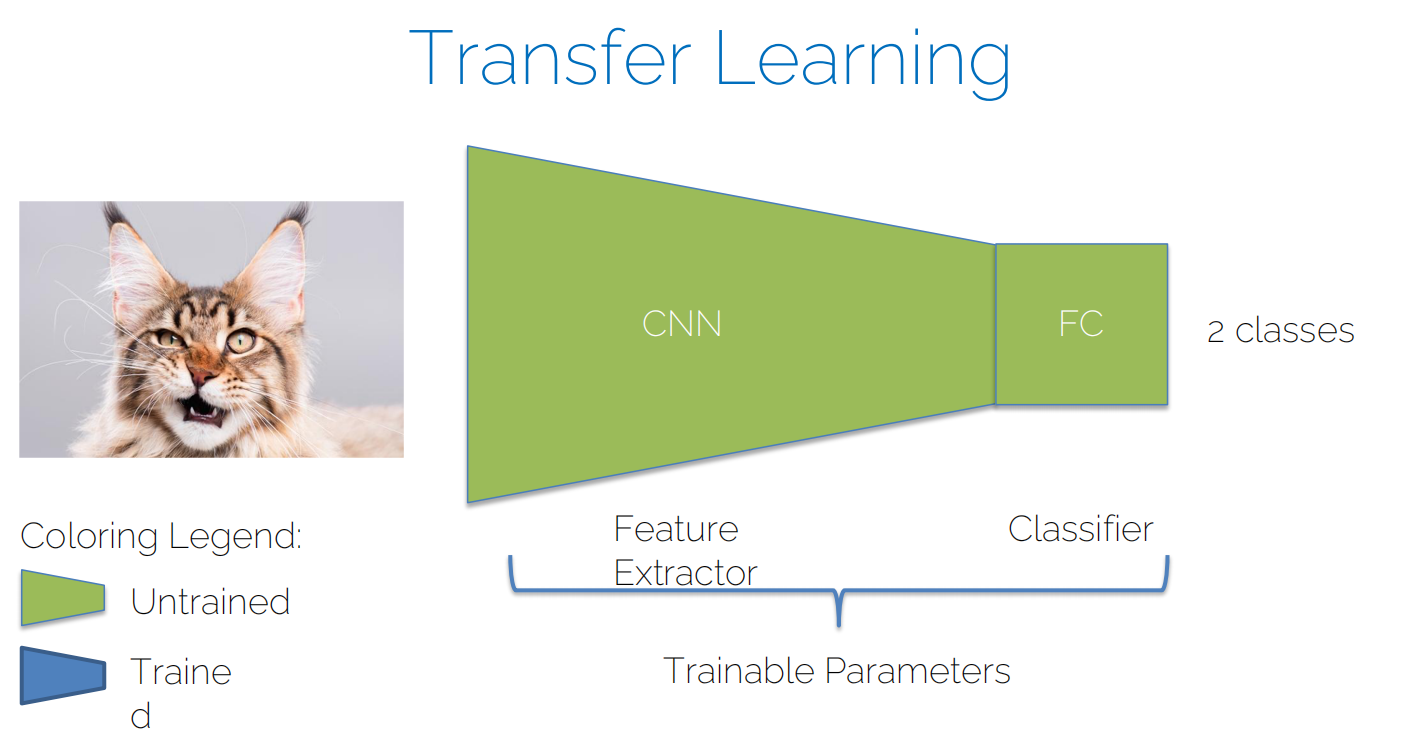 Transfer Learning
CNN
FC
2 classes
Feature
Extractor
Classifier
Trainable Parameters
Coloring Legend:
Untrained
Traine
d